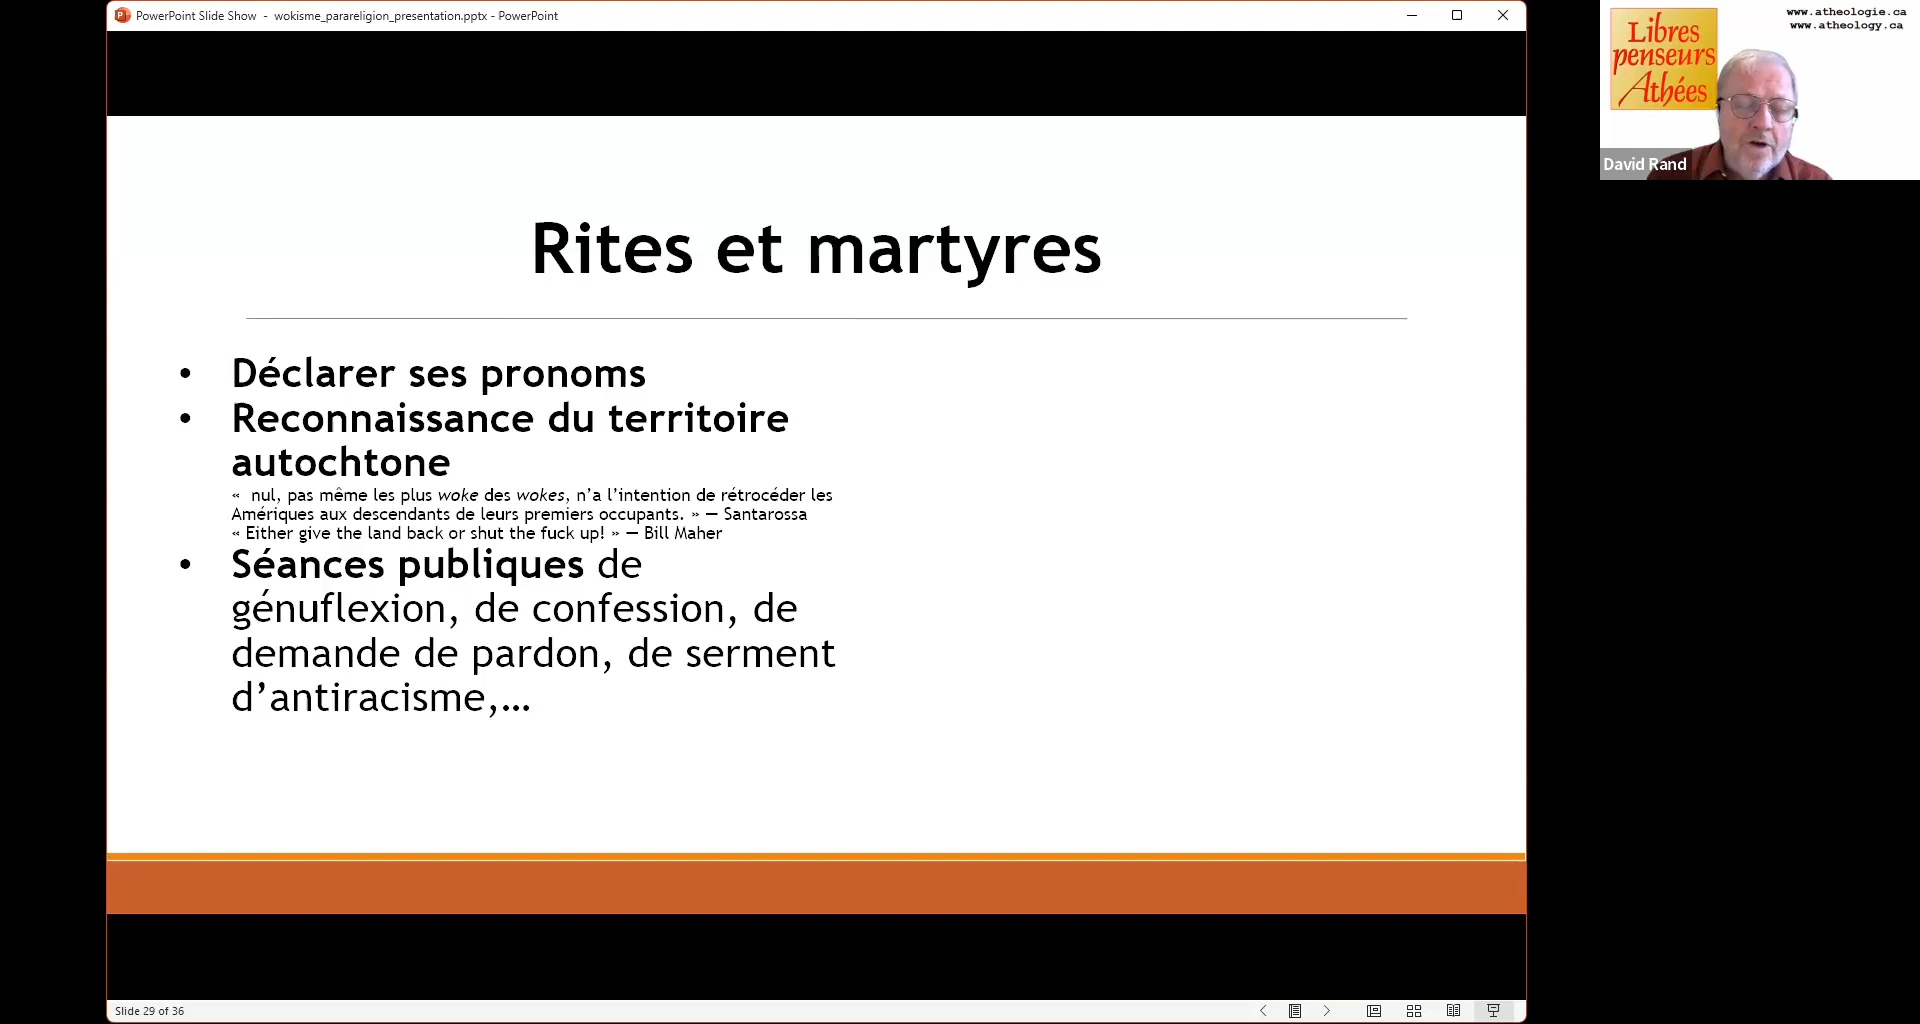 PowerPoint Slide Show - wokisme_parareligion_presentation.pptx - PowerPoint
Rites et martyres
• Déclarer ses pronoms
• Reconnaissance du territoire
autochtone
«  nul, pas même les plus woke des wokes, n’a l’intention de rétrocéder les
Amériques aux descendants de leurs premiers occupants. » — Santarossa
« Either give the land back or shut the fuck up! » — Bill Maher
• Séances publiques de
génuflexion, de confession, de
demande de pardon, de serment
d’antiracisme,…
Slide 29 of 36
www.atheologie.ca
www.atheology.ca
Libres
penseurs
Athées
David Rand